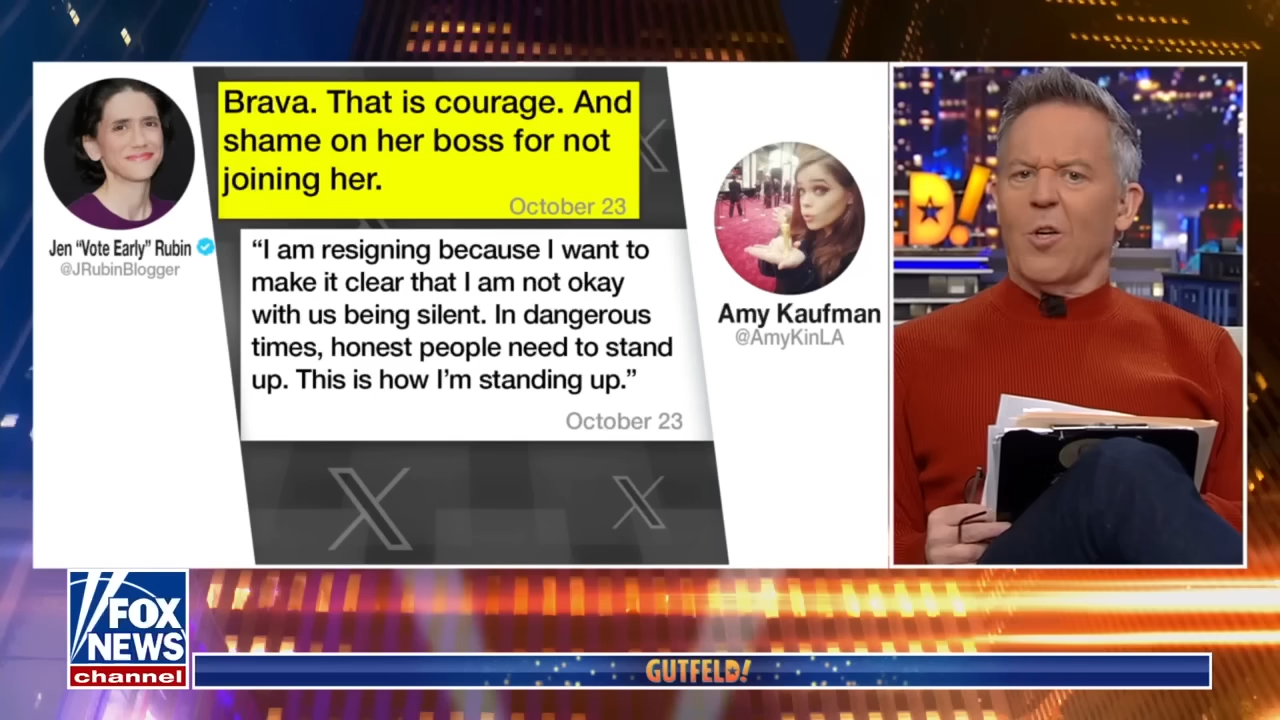 Brava. That is courage. And
shame on her boss for not
joining her.
October 23
Jen “Vote Early” Rubin
@JRubinBlogger
“I am resigning because I want to
make it clear that I am not okay
with us being silent. In dangerous
times, honest people need to stand
up. This is how I’m standing up.”
October 23
Amy Kaufman
@AmyKinLA
D!
FOX
NEWS
channel
GUTFELD!